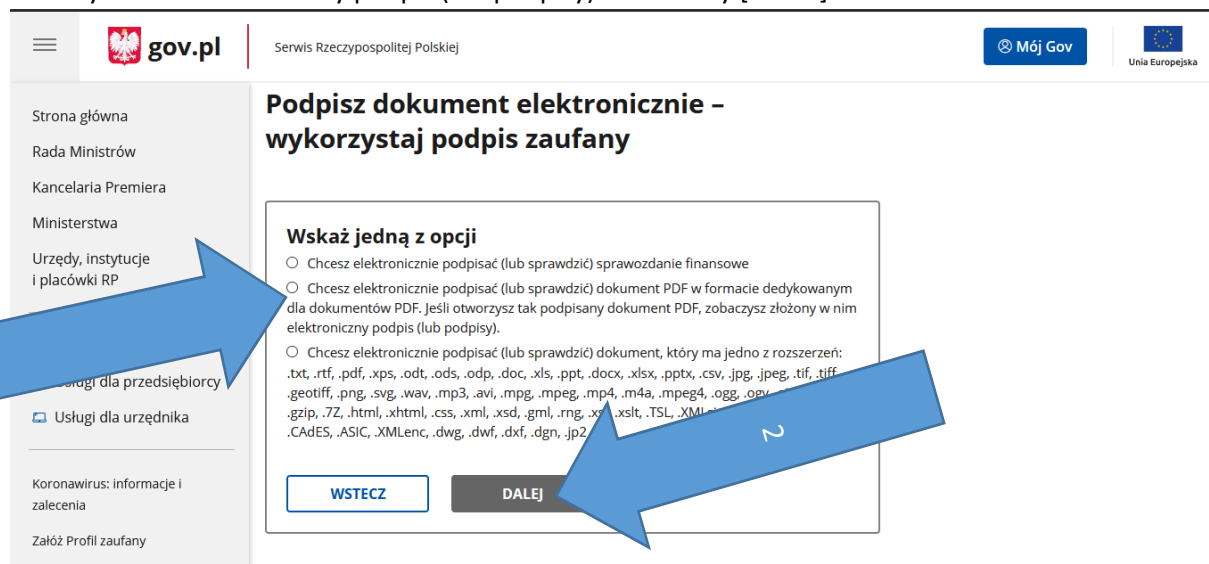 gov.pl
Serwis Rzeczypospolitej Polskiej
Mój Gov
Unia Europejska
Strona główna
Rada Ministrów
Kancelaria Premiera
Ministerstwa
Urzędy, instytucje
i placówki RP
dla przedsiębiorcy
Usługi dla urzędnika
Koronawirus: informacje i
zalecenia
Załóż Profil zaufany
Podpisz dokument elektronicznie –
wykorzystaj podpis zaufany
Wskaż jedną z opcji
Chcesz elektronicznie podpisać (lub sprawdzić) sprawozdanie finansowe
Chcesz elektronicznie podpisać (lub sprawdzić) dokument PDF w formacie dedykowanym
dla dokumentów PDF. Jeśli otworzysz tak podpisany dokument PDF, zobaczysz złożony w nim
elektroniczny podpis (lub podpisy).
Chcesz elektronicznie podpisać (lub sprawdzić) dokument, który ma jedno z rozszerzeń:
.txt, .rtf, .pdf, .xps, .odt, .ods, .odp, .doc, .xls, .ppt, .docx, .xlsx, .pptx, .csv, .jpg, .jpeg, .tif, .tiff
.geotiff, .png, .svg, .wav, .mp3, .avi, .mpg, .mpeg, .mp4, .m4a, .mpeg4, .ogg, .ogv,
.gzip, .7Z, .html, .xhtml, .css, .xml, .xsd, .gml, .rng, .xslt, .TSL,
.CAdES, .ASIC, .XMLenc, .dwg, .dwf, .dxf, .dgn, .jp2
2
WSTECZ
DALEJ